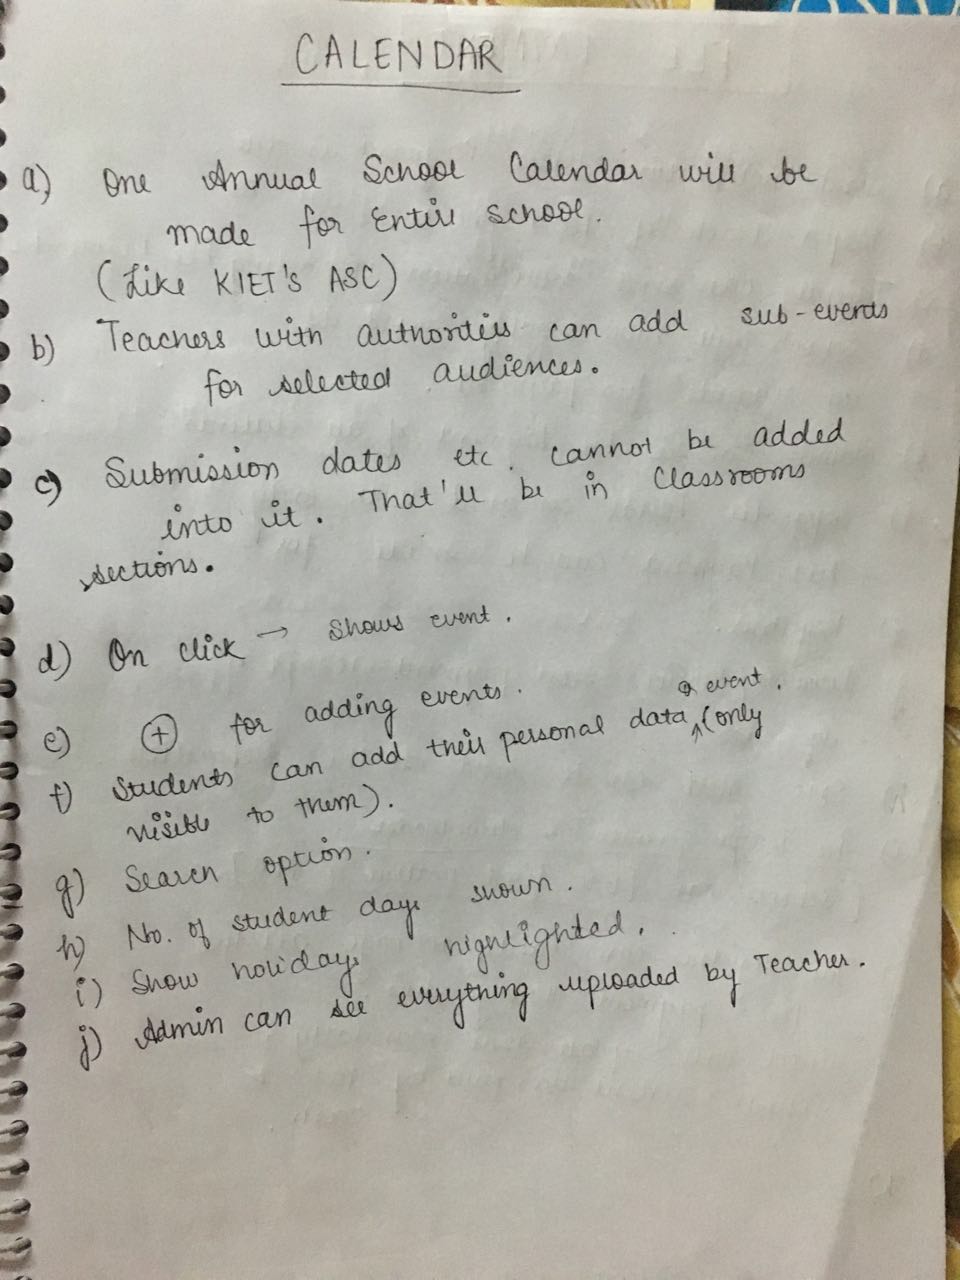 CALENDAR
a) One Annual School Calendar will be
made for Entire school.
(Like KIET's ASC)
b) Teachers with authorities can add sub-events
for selected audiences.
c) Submission dates etc. cannot be added
into it. That'll be in Classrooms
sections.
d) On click → shows event.
e) + for adding events.
& event.
f) Students can add their personal data (only
visible to them).
g) Search option.
h) No. of student days shown.
i) Show holidays highlighted.
j) Admin can see everything uploaded by Teacher.